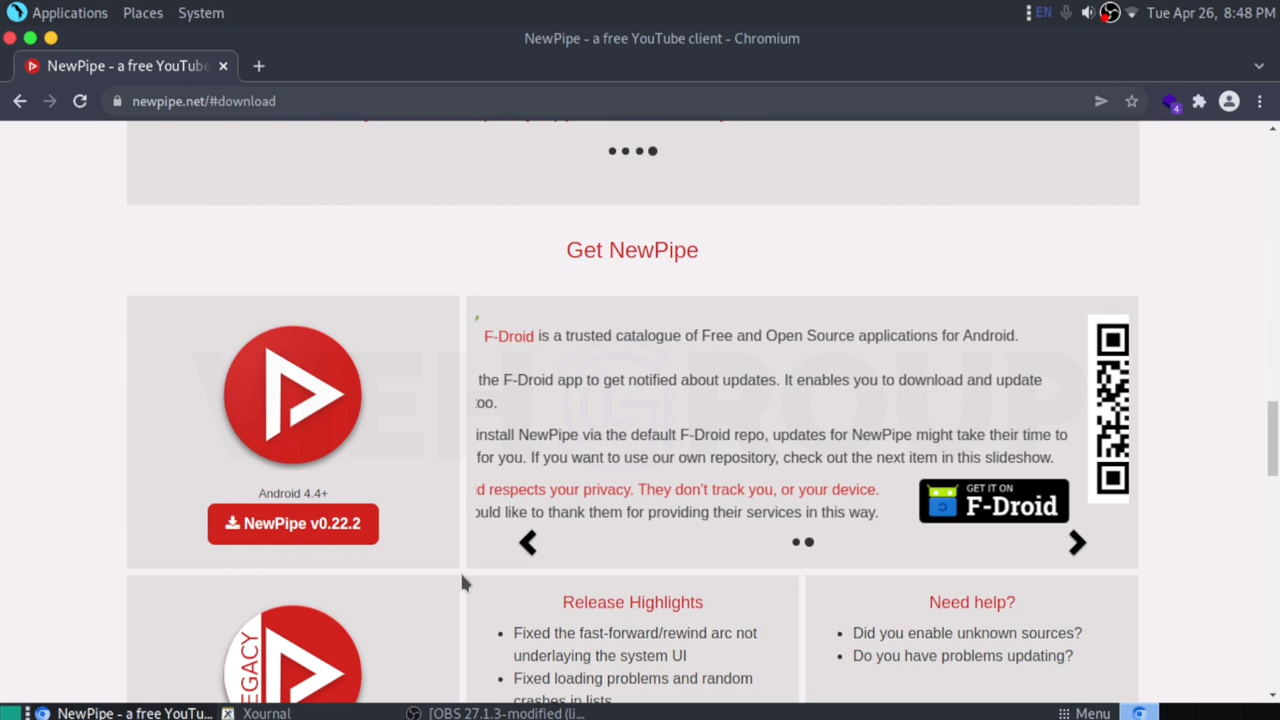 Applications Places System EN Tue Apr 26, 8:48 PM
NewPipe - a free YouTube client - Chromium
NewPipe - a free YouTube
newpipe.net/#download
4
Get NewPipe
F-Droid is a trusted catalogue of Free and Open Source applications for Android.
the F-Droid app to get notified about updates. It enables you to download and update
too.
install NewPipe via the default F-Droid repo, updates for NewPipe might take their time to
for you. If you want to use our own repository, check out the next item in this slideshow.
d respects your privacy. They don't track you, or your device.
ould like to thank them for providing their services in this way.
GET IT ON
F-Droid
Android 4.4+
NewPipe v0.22.2
LEGACY
Release Highlights
Fixed the fast-forward/rewind arc not
underlaying the system UI
Fixed loading problems and random
crashes in lists
Need help?
Did you enable unknown sources?
Do you have problems updating?
NewPipe - a free YouTu... Xournal [OBS 27.1.3-modified (li... Menu